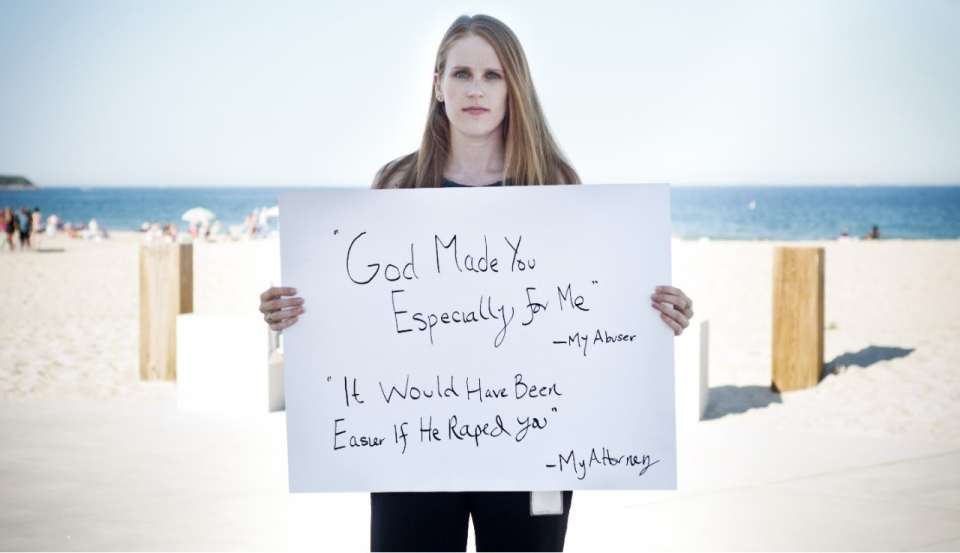 "God Made You
Especially for Me"
-My Abuser
"It Would Have Been
Easier If He Raped you"
-My Attorney